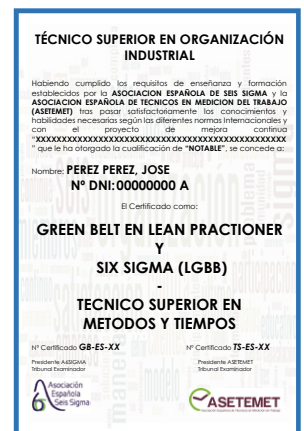 TÉCNICO SUPERIOR EN ORGANIZACIÓN
INDUSTRIAL
Habiendo cumplido los requisitos de enseñanza y formación
establecidos por la ASOCIACION ESPAÑOLA DE SEIS SIGMA y la
ASOCIACION ESPAÑOLA DE TECNICOS EN MEDICION DEL TRABAJO
(ASETEMET) tras pasar satisfactoriamente los conocimientos y
habilidades necesarias según las diferentes normas Internacionales y
con el proyecto de mejora continua
"XXXXXXXXXXXXXXXXXXXXXXXXXXXXXXXXXXXXXXXXXXXXXXXX
" que le ha otorgado la cualificación de "NOTABLE", se concede a:
Nombre: PEREZ PEREZ, JOSE
Nº DNI: 00000000 A
El Certificado como:
GREEN BELT EN LEAN PRACTIONER
Y
SIX SIGMA (LGBB)
-
TECNICO SUPERIOR EN
METODOS Y TIEMPOS
Nº Certificado GB-ES-XX Nº Certificado TS-ES-XX
Presidente A6SIGMA Presidente ASETEMET
Tribunal Examinador Tribunal Examinador
Asociación
Española
Seis Sigma
ASETEMET